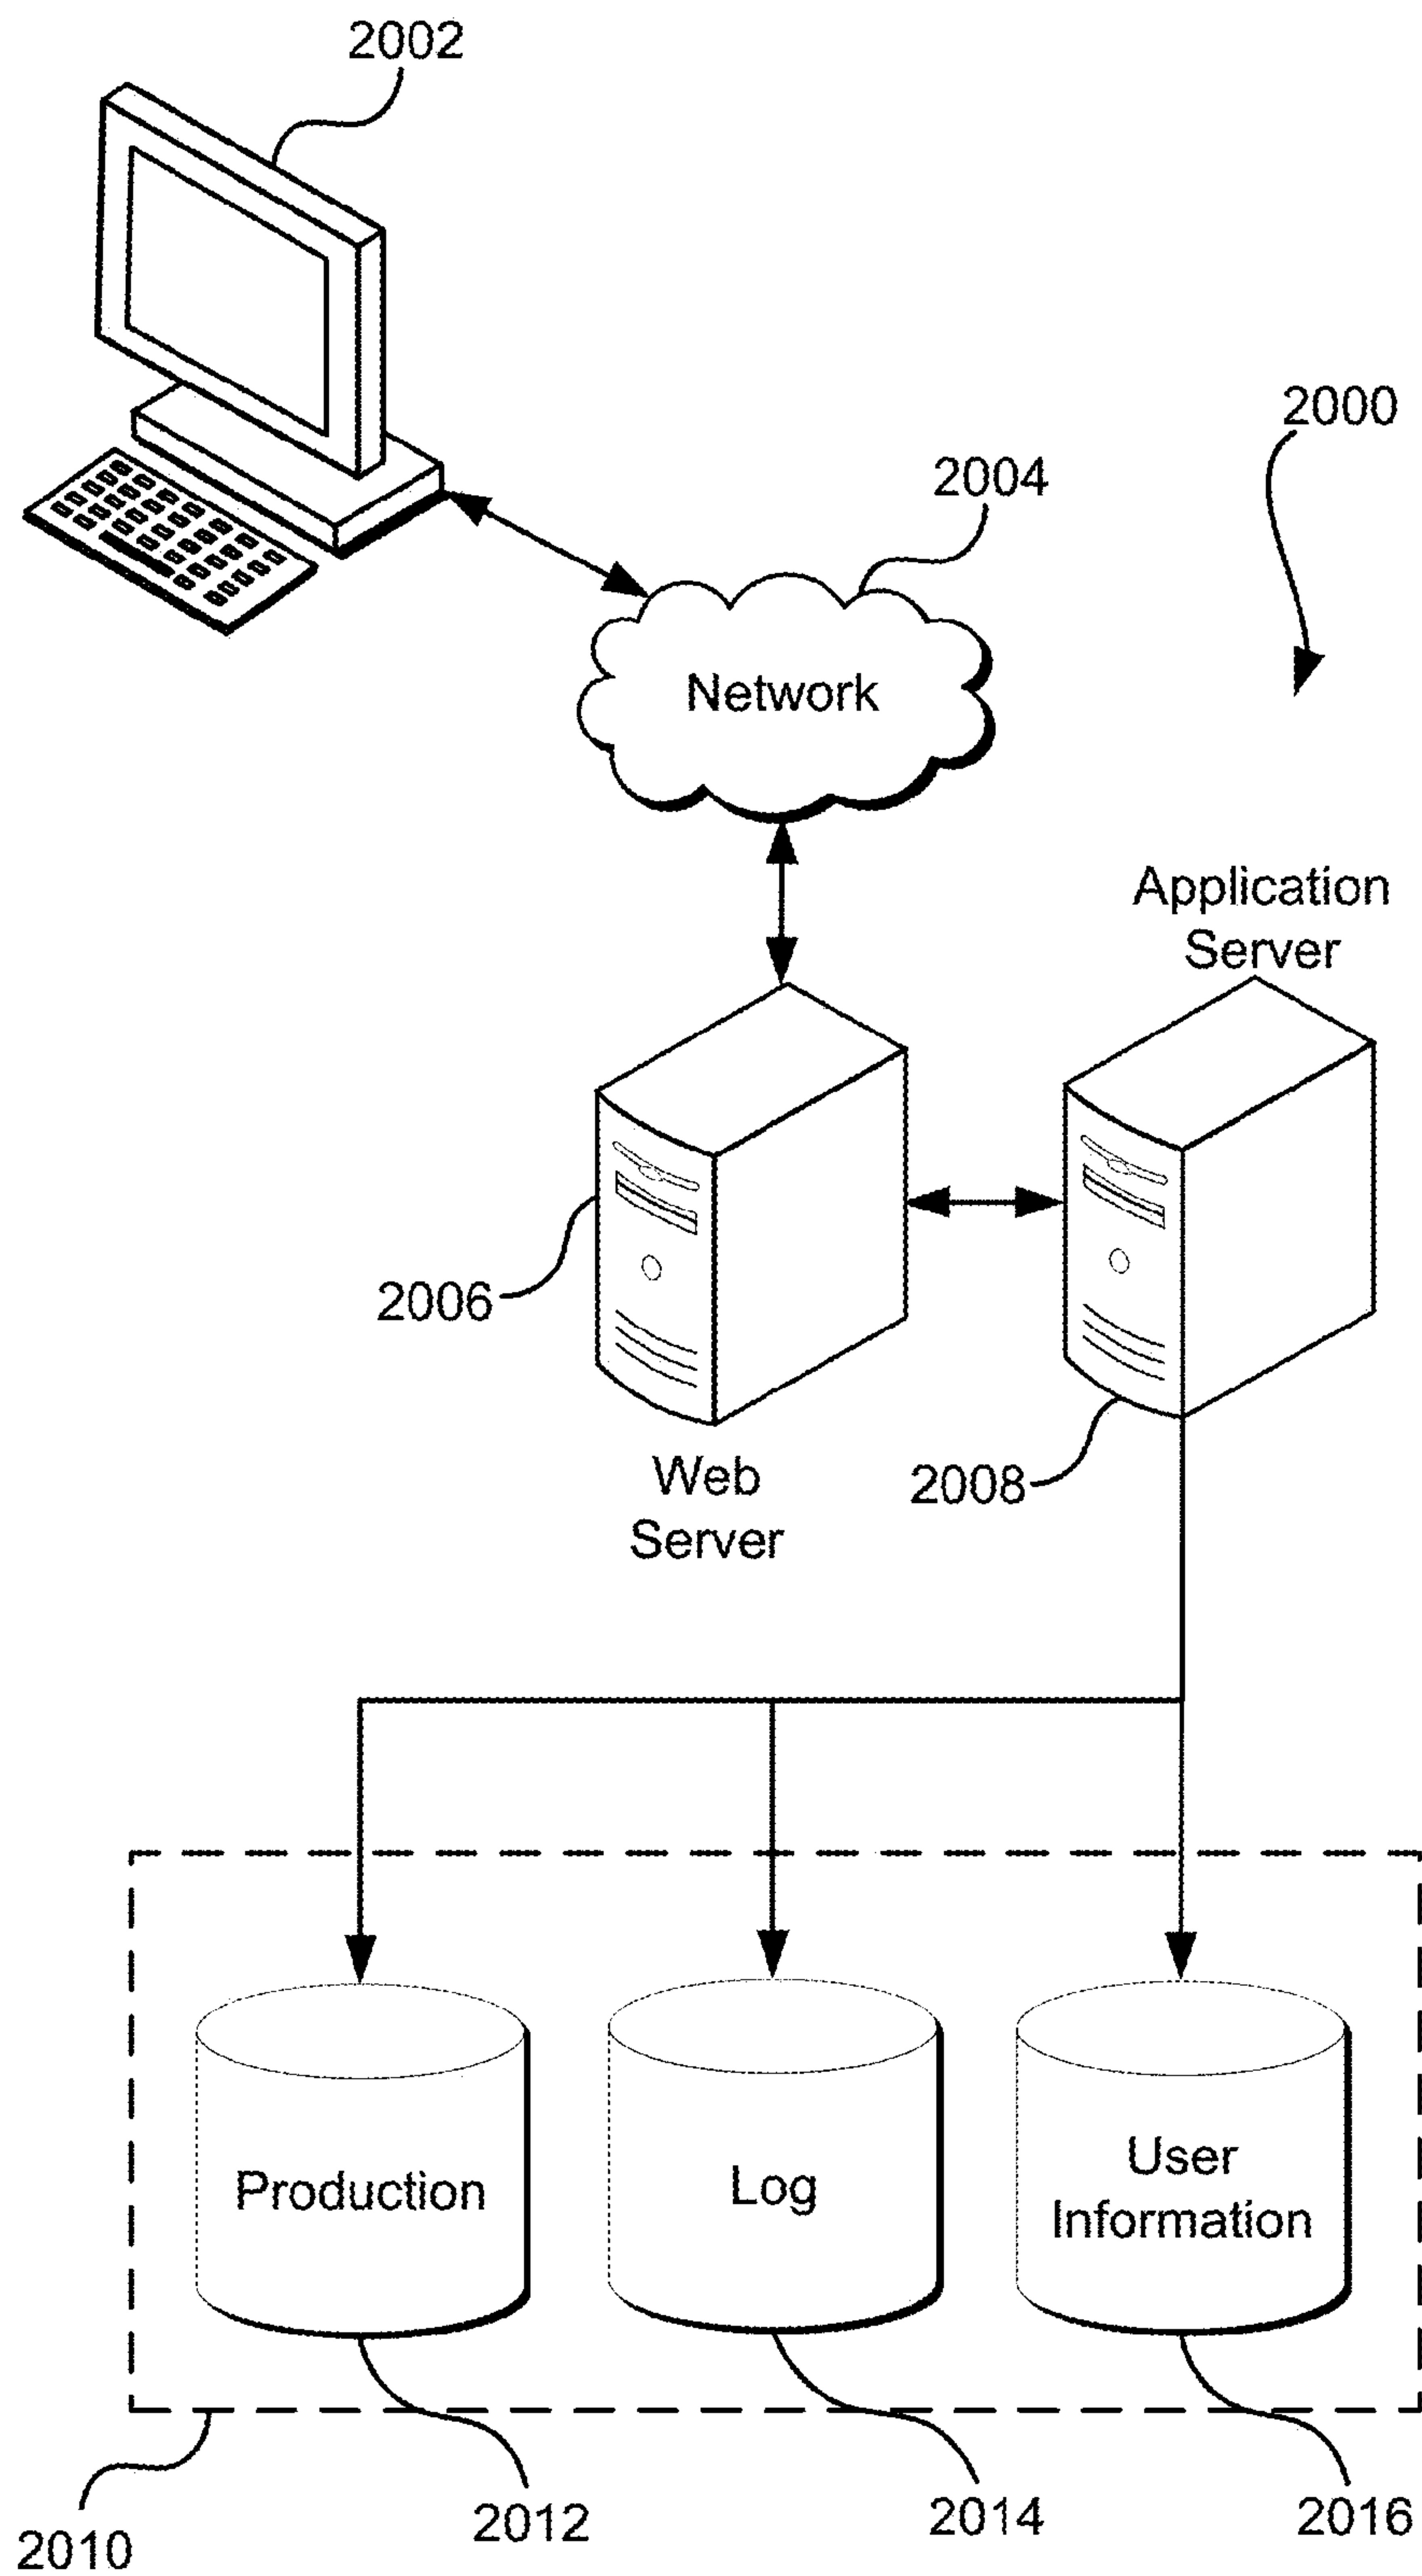 2002
2000
2004
Network
Application
Server
2006
2008
Web
Server
Production
Log
User
Information
2010
2012
2014
2016